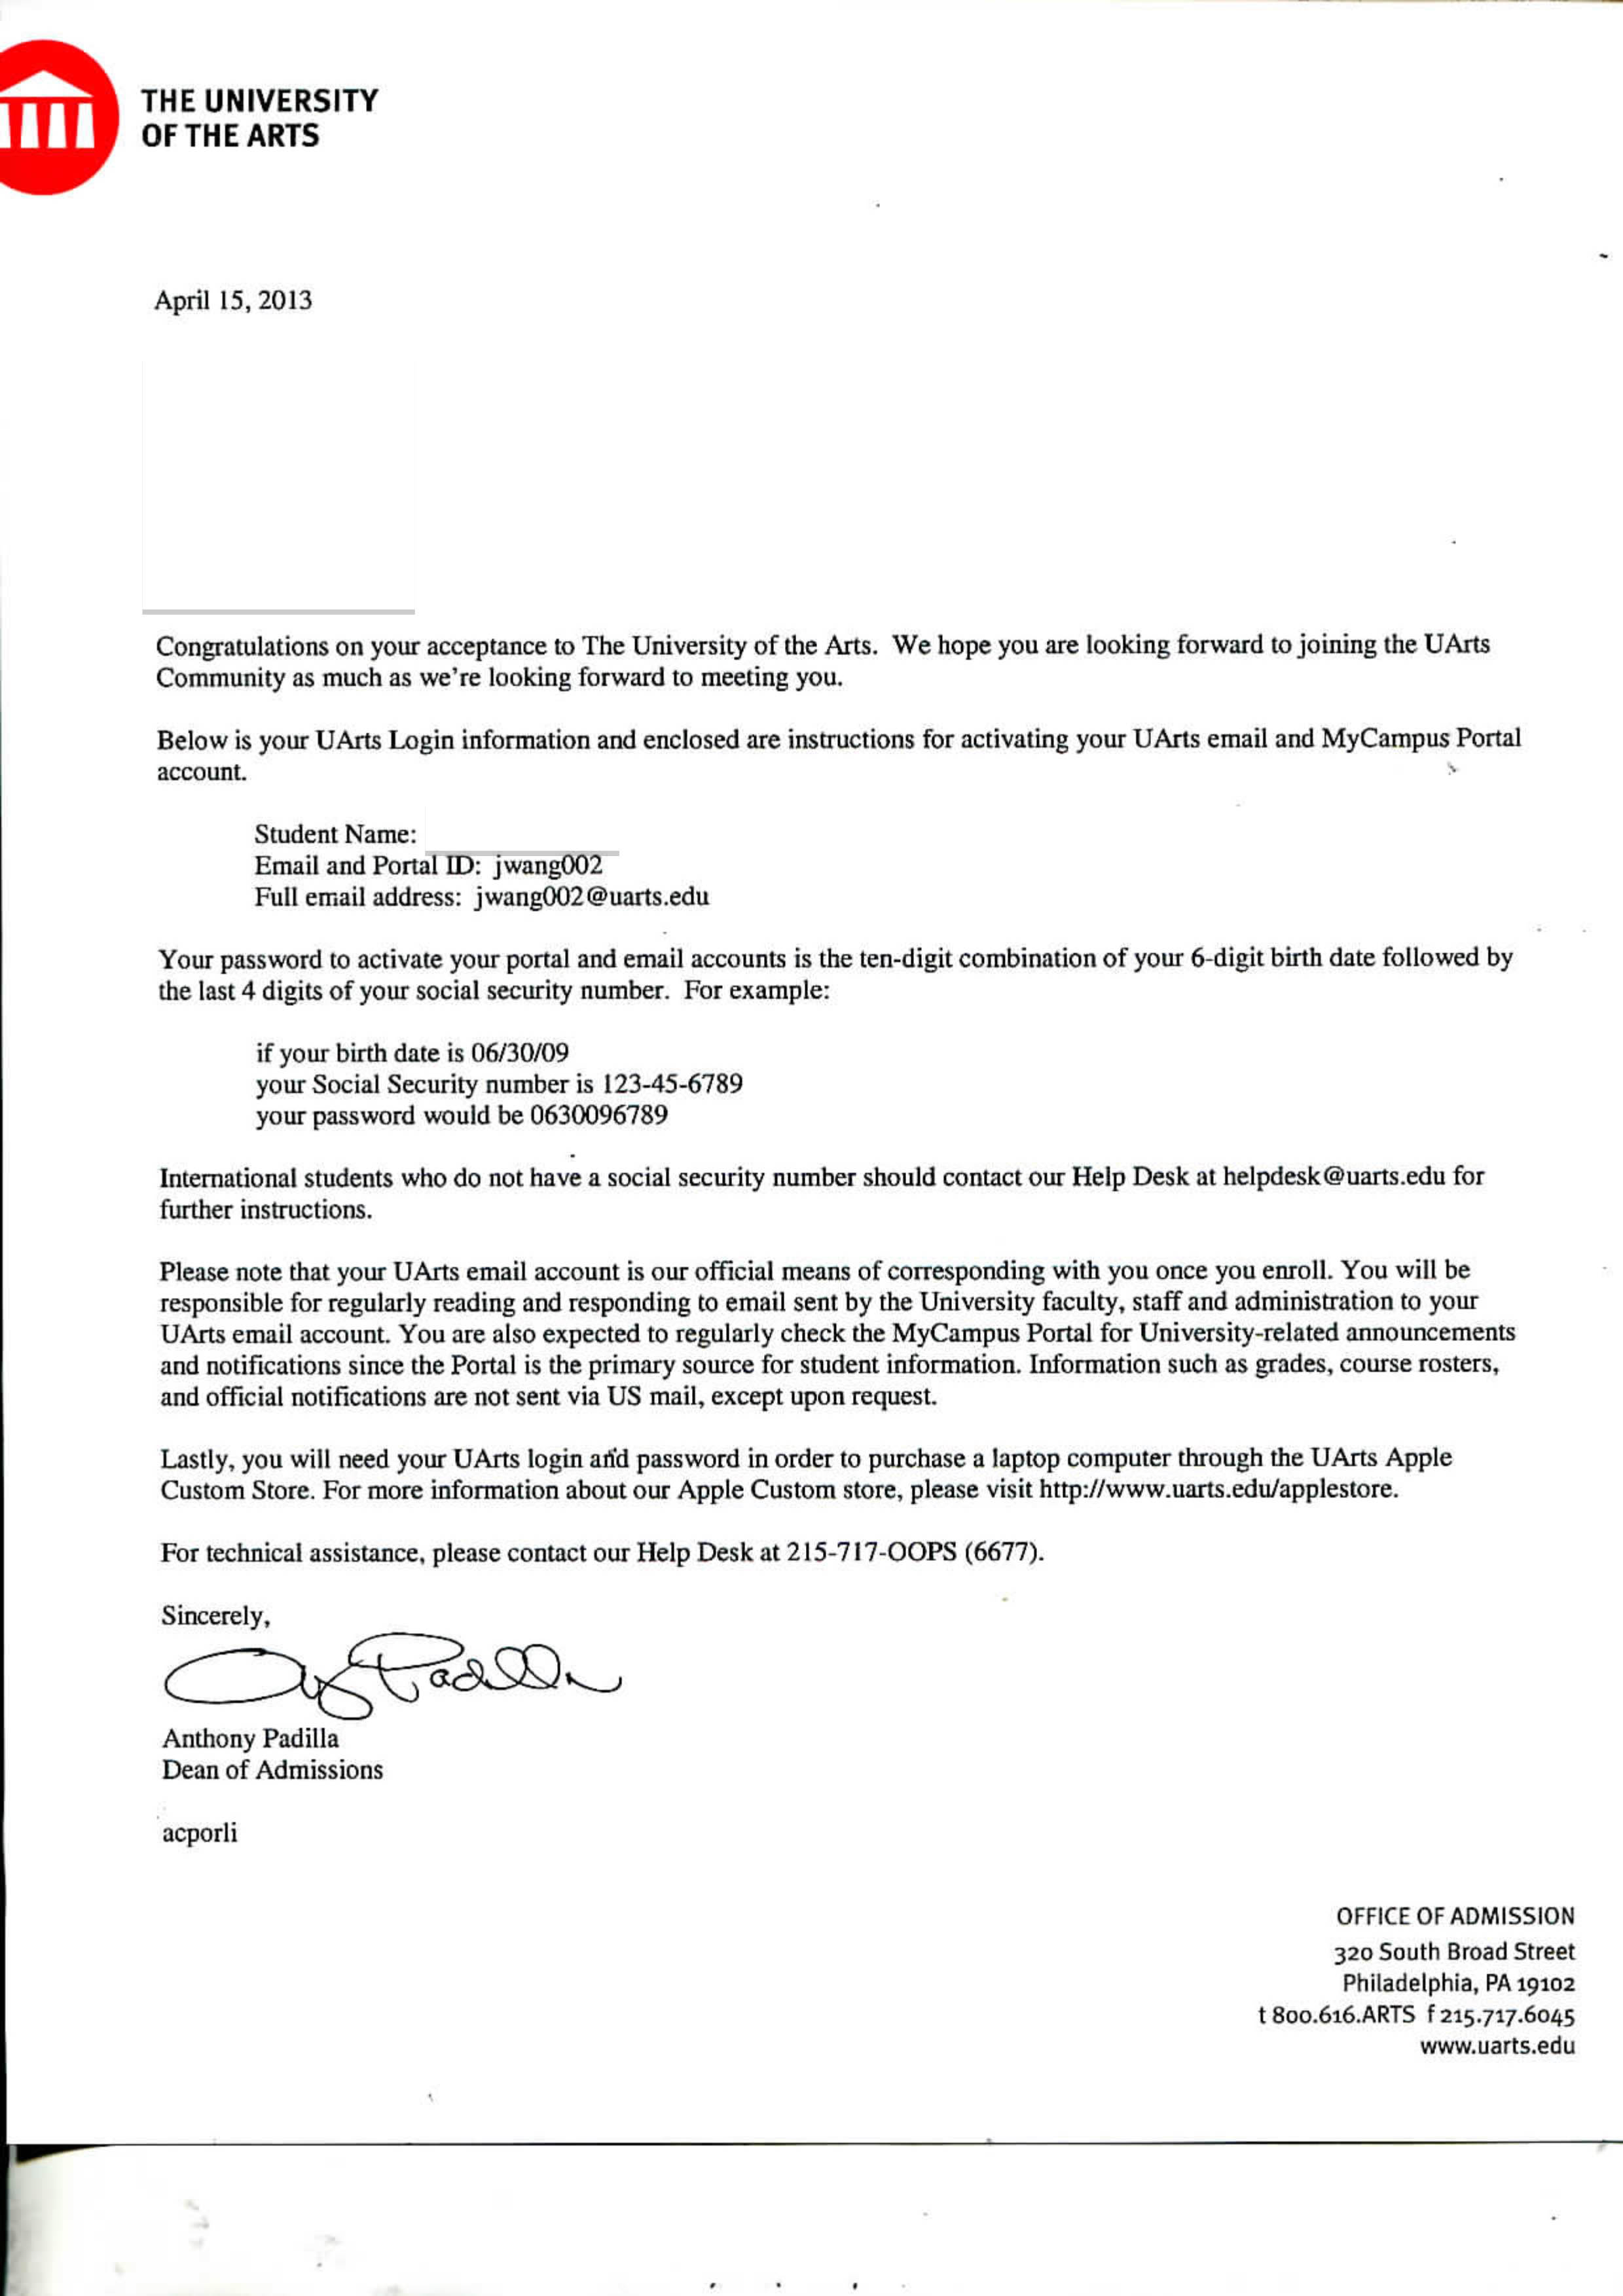 THE UNIVERSITY
OF THE ARTS
April 15, 2013
Congratulations on your acceptance to The University of the Arts.  We hope you are looking forward to joining the UArts
Community as much as we're looking forward to meeting you.
Below is your UArts Login information and enclosed are instructions for activating your UArts email and MyCampus Portal
account.
Student Name:
Email and Portal ID:  jwang002
Full email address:  jwang002@uarts.edu
Your password to activate your portal and email accounts is the ten-digit combination of your 6-digit birth date followed by
the last 4 digits of your social security number.  For example:
if your birth date is 06/30/09
your Social Security number is 123-45-6789
your password would be 0630096789
International students who do not have a social security number should contact our Help Desk at helpdesk@uarts.edu for
further instructions.
Please note that your UArts email account is our official means of corresponding with you once you enroll. You will be
responsible for regularly reading and responding to email sent by the University faculty, staff and administration to your
UArts email account. You are also expected to regularly check the MyCampus Portal for University-related announcements
and notifications since the Portal is the primary source for student information. Information such as grades, course rosters,
and official notifications are not sent via US mail, except upon request.
Lastly, you will need your UArts login and password in order to purchase a laptop computer through the UArts Apple
Custom Store. For more information about our Apple Custom store, please visit http://www.uarts.edu/applestore.
For technical assistance, please contact our Help Desk at 215-717-OOPS (6677).
Sincerely,
Padilla
Anthony Padilla
Dean of Admissions
acporli
OFFICE OF ADMISSION
320 South Broad Street
Philadelphia, PA 19102
t 800.616.ARTS  f 215.717.6045
www.uarts.edu